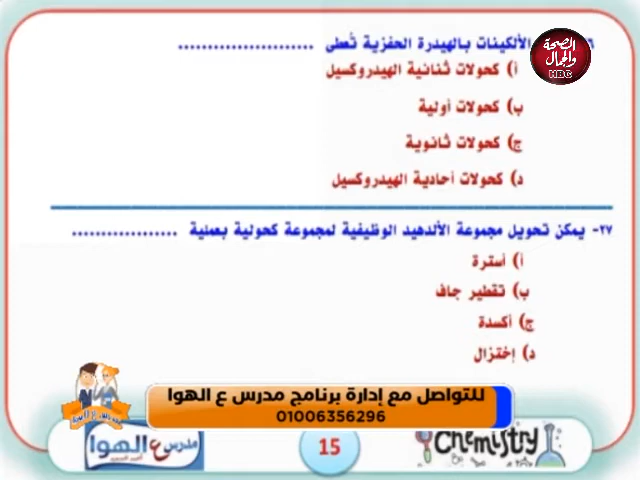 ٦ الألكينات بالهيدرة الحفزية تُعطى ......................
الصحة
والجمال
HBC
أ) كحولات ثنائية الهيدروكسيل
ب) كحولات أولية
ج) كحولات ثانوية
د) كحولات أحادية الهيدروكسيل
٢٧- يمكن تحويل مجموعة الألدهيد الوظيفية لمجموعة كحولية بعملية ..................
أ) أسترة
ب) تقطير جاف
ج) أكسدة
د) إختزال
للتواصل مع إدارة برنامج مدرس ع الهوا
01006356296
مدرس ع الهوا
15
Chemistry